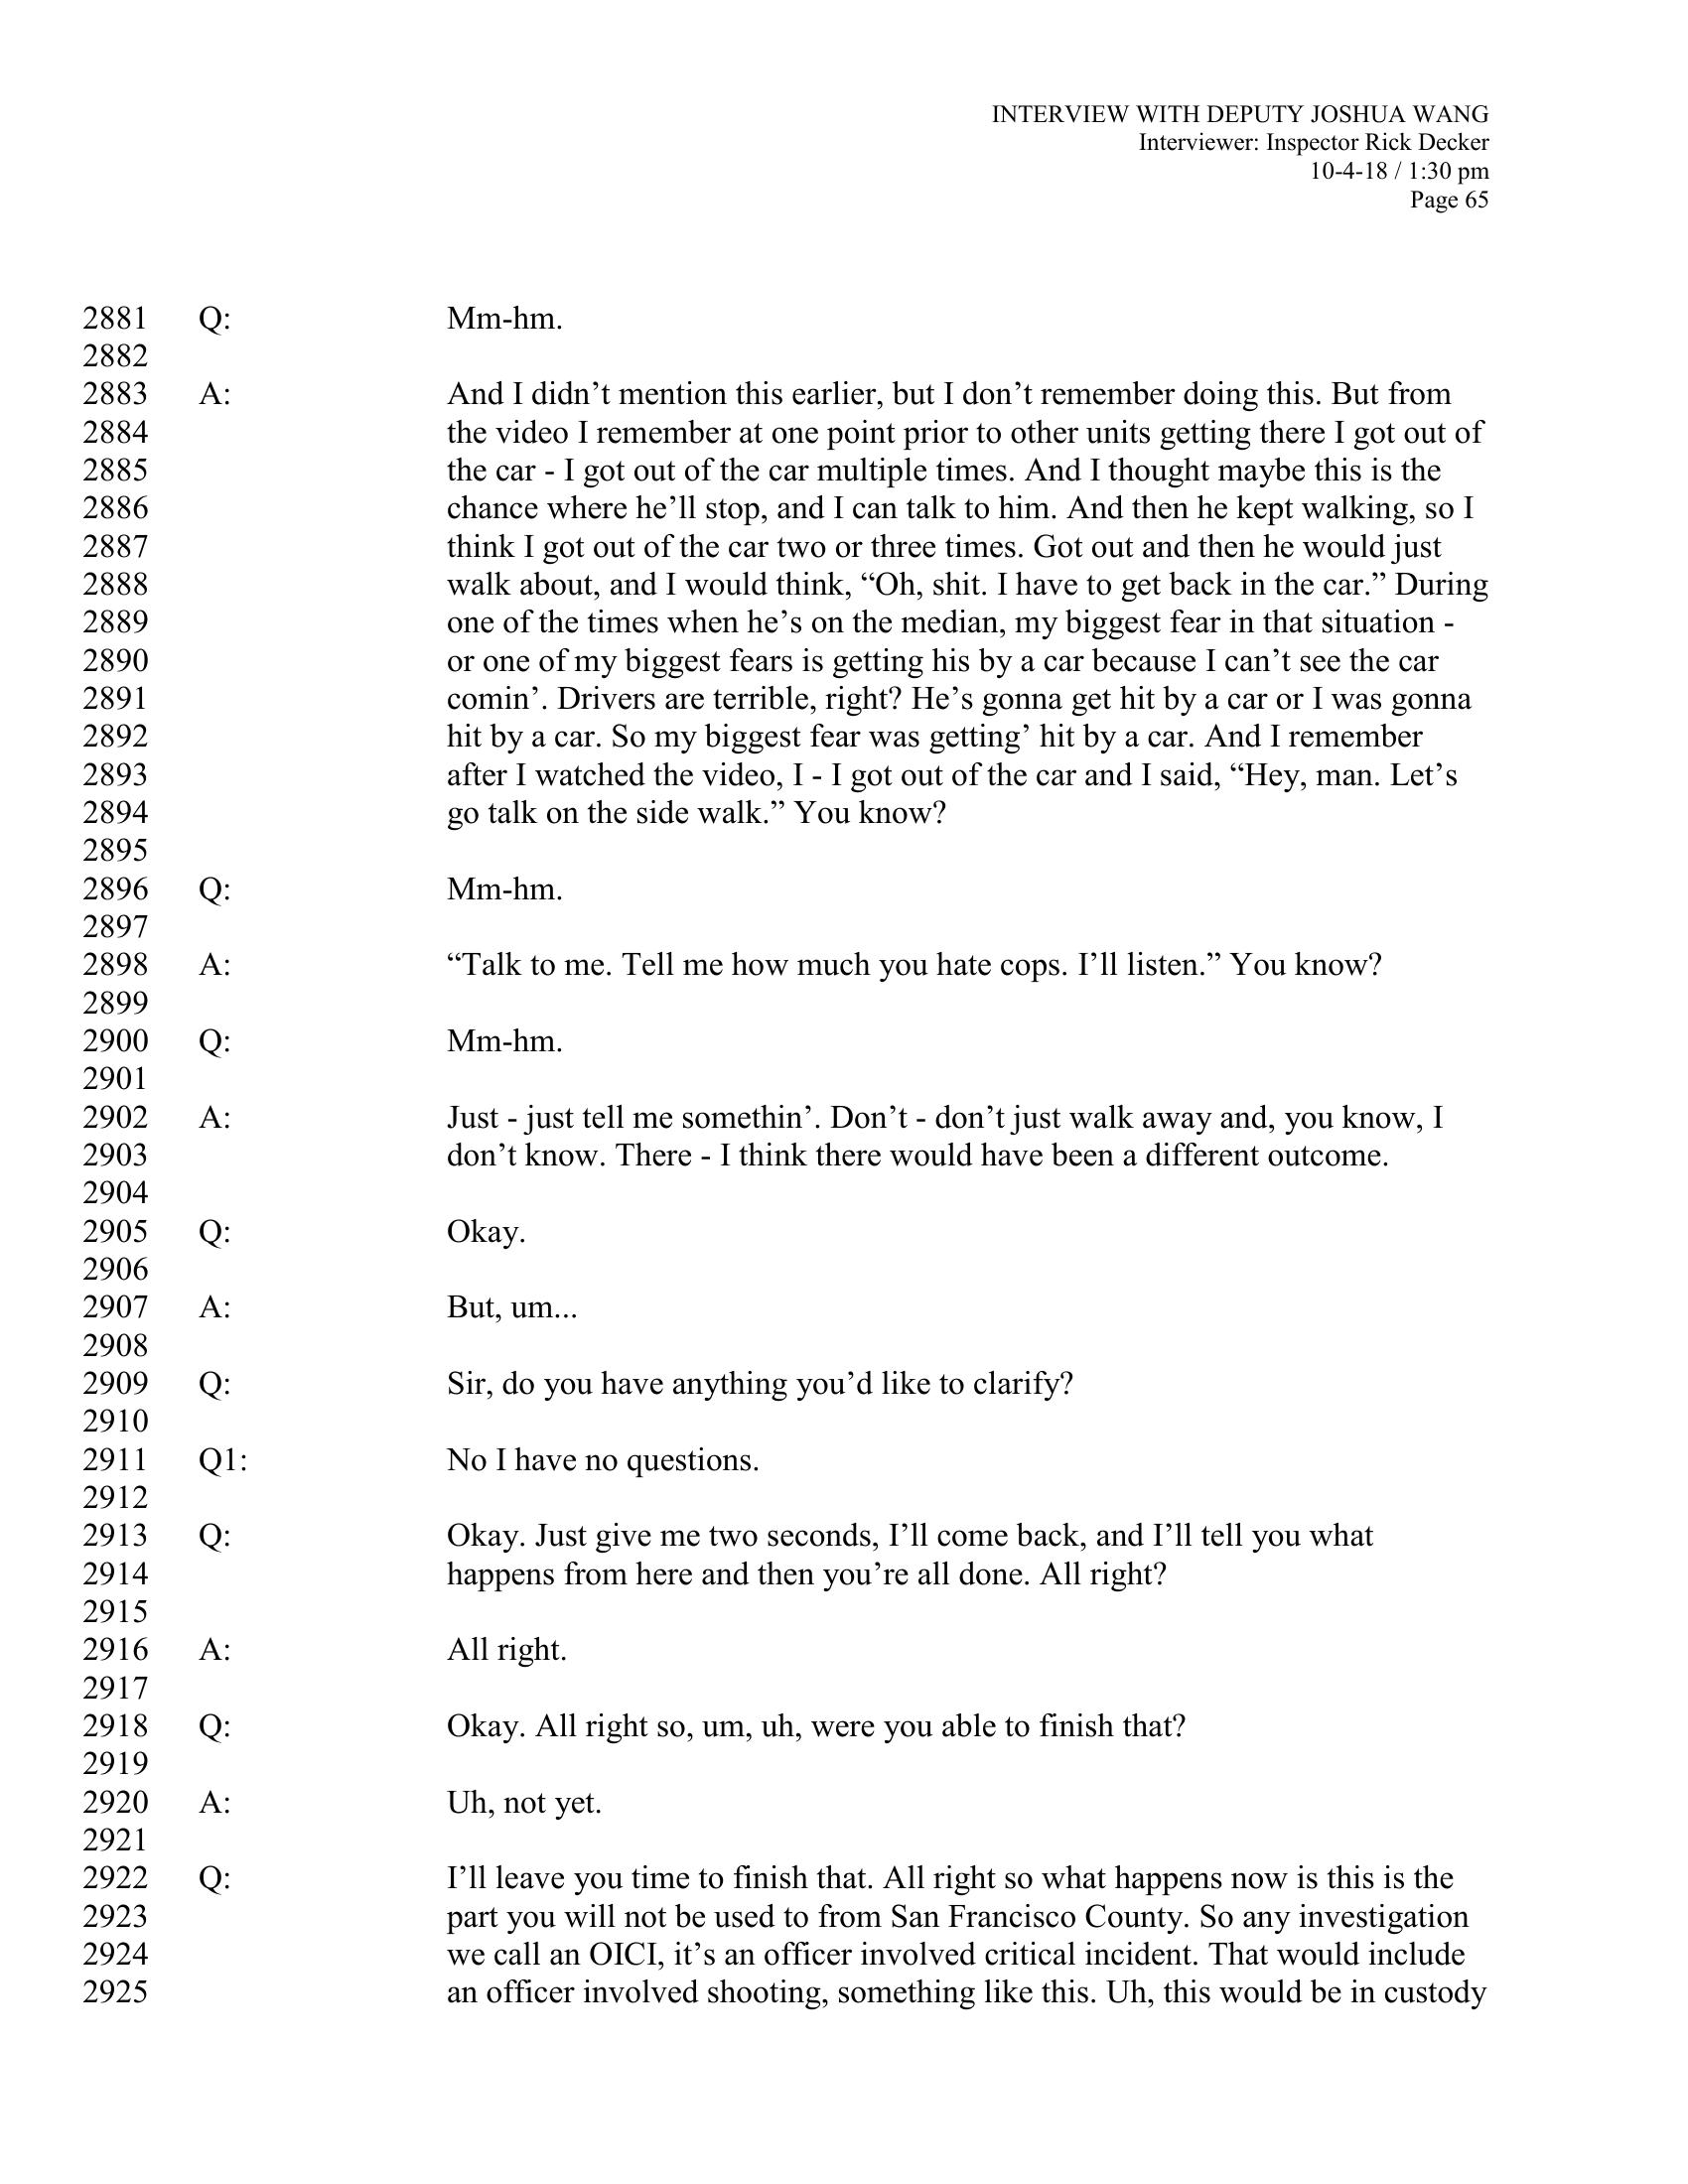 INTERVIEW WITH DEPUTY JOSHUA WANG
Interviewer: Inspector Rick Decker
10-4-18 / 1:30 pm
Page 65
2881 Q: Mm-hm.
2882
2883 A: And I didn’t mention this earlier, but I don’t remember doing this. But from
2884 the video I remember at one point prior to other units getting there I got out of
2885 the car - I got out of the car multiple times. And I thought maybe this is the
2886 chance where he’ll stop, and I can talk to him. And then he kept walking, so I
2887 think I got out of the car two or three times. Got out and then he would just
2888 walk about, and I would think, “Oh, shit. I have to get back in the car.” During
2889 one of the times when he’s on the median, my biggest fear in that situation -
2890 or one of my biggest fears is getting his by a car because I can’t see the car
2891 comin’. Drivers are terrible, right? He’s gonna get hit by a car or I was gonna
2892 hit by a car. So my biggest fear was getting’ hit by a car. And I remember
2893 after I watched the video, I - I got out of the car and I said, “Hey, man. Let’s
2894 go talk on the side walk.” You know?
2895
2896 Q: Mm-hm.
2897
2898 A: “Talk to me. Tell me how much you hate cops. I’ll listen.” You know?
2899
2900 Q: Mm-hm.
2901
2902 A: Just - just tell me somethin’. Don’t - don’t just walk away and, you know, I
2903 don’t know. There - I think there would have been a different outcome.
2904
2905 Q: Okay.
2906
2907 A: But, um...
2908
2909 Q: Sir, do you have anything you’d like to clarify?
2910
2911 Q1: No I have no questions.
2912
2913 Q: Okay. Just give me two seconds, I’ll come back, and I’ll tell you what
2914 happens from here and then you’re all done. All right?
2915
2916 A: All right.
2917
2918 Q: Okay. All right so, um, uh, were you able to finish that?
2919
2920 A: Uh, not yet.
2921
2922 Q: I’ll leave you time to finish that. All right so what happens now is this is the
2923 part you will not be used to from San Francisco County. So any investigation
2924 we call an OICI, it’s an officer involved critical incident. That would include
2925 an officer involved shooting, something like this. Uh, this would be in custody